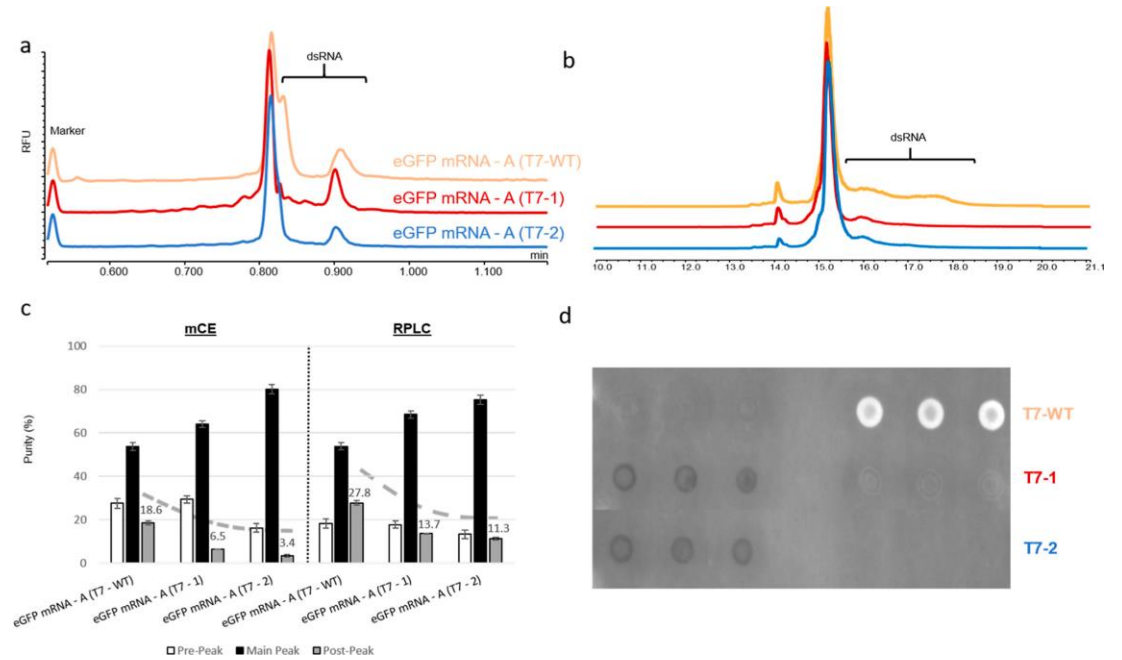 a
dsRNA
Marker
RFU
eGFP mRNA - A (T7-WT)
eGFP mRNA - A (T7-1)
eGFP mRNA - A (T7-2)
min
0.600 0.700 0.800 0.900 1.000 1.100
b
dsRNA
10.0 11.0 12.0 13.0 14.0 15.0 16.0 17.0 18.0 19.0 20.0 21.1
c
mCE RPLC
Purity (%)
100
80
60
40
20
0
18.6 6.5 3.4 27.8 13.7 11.3
eGFP mRNA - A (T7 - WT)
eGFP mRNA - A (T7 - 1)
eGFP mRNA - A (T7 - 2)
eGFP mRNA - A (T7 - WT)
eGFP mRNA - A (T7 - 1)
eGFP mRNA - A (T7 - 2)
Pre-Peak Main Peak Post-Peak
d
T7-WT
T7-1
T7-2